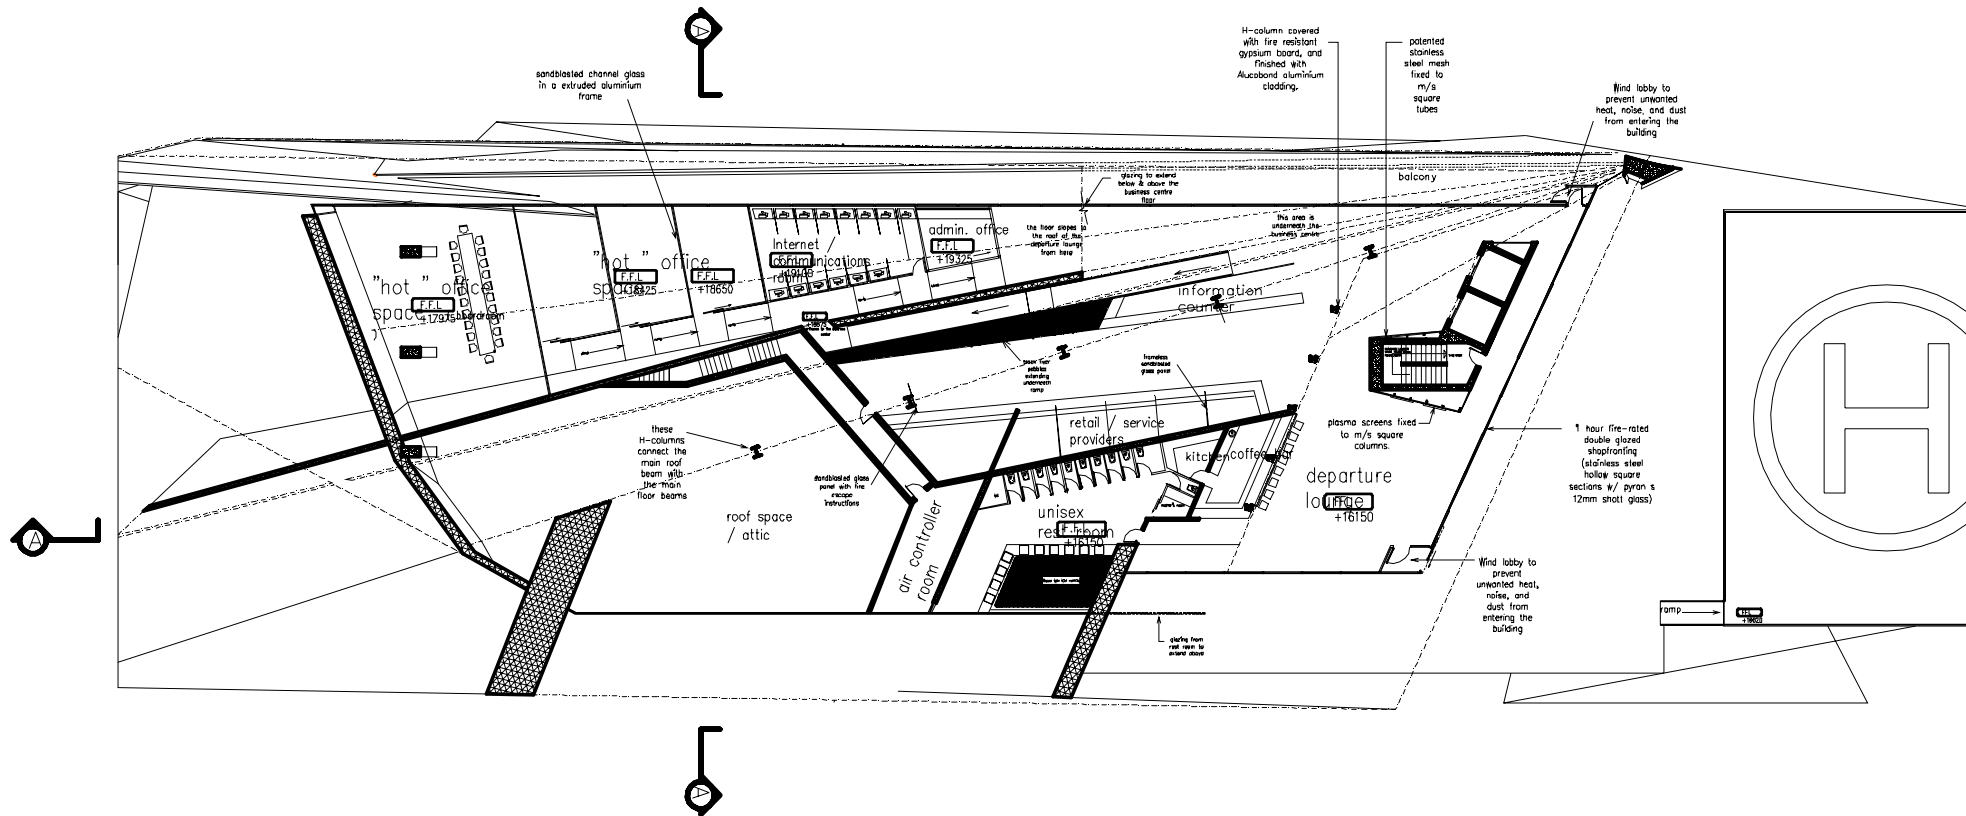 A
H-column covered
with fire resistant
gypsium board, and
finished with
Alucobond aluminium
cladding.
patented
stainless
steel mesh
fixed to
m/s
square
tubes
sandblasted channel glass
in a extruded aluminium
frame
Wind lobby to
prevent unwanted
heat, noise, and dust
from entering the
building
balcony
glazing to extend
below & above the
business centre
floor
this area is
underneath the
business centre
the floor slopes to
the roof of the
departure lounge
from here
admin. office
F.F.L
+19325
Internet /
communications
room
"hot " office
space
F.F.L
F.F.L
+18650
"hot " office
space
F.F.L
+17975
boardroom
information
counter
frameless
sandblasted
glass panel
pebbles
extending
underneath
ramp
retail / service
providers
kitchen
coffee bar
plasma screens fixed
to m/s square
columns.
1 hour fire-rated
double glazed
shopfronting
(stainless steel
hollow square
sections w/ pyran s
12mm shott glass)
these
H-columns
connect the
main roof
beam with
the main
floor beams
Sandblasted glass
panel with fire
escape
instructions
departure
lounge
F.F.L
+16150
roof space
/ attic
air controller
room
unisex
rest room
F.F.L
+16150
A
Wind lobby to
prevent
unwanted heat,
noise, and
dust from
entering the
building
glazing from
rest room to
extend above
ramp
F.F.L
H
A